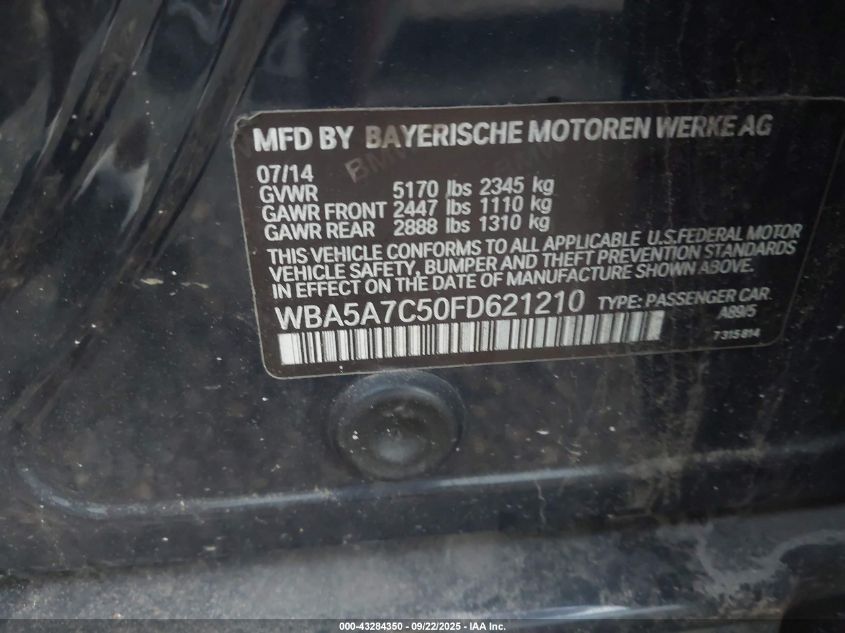 MFD BY BAYERISCHE MOTOREN WERKE AG
07/14
GVWR 5170 lbs 2345 kg
GAWR FRONT 2447 lbs 1110 kg
GAWR REAR 2888 lbs 1310 kg
THIS VEHICLE CONFORMS TO ALL APPLICABLE U.S.FEDERAL MOTOR
VEHICLE SAFETY, BUMPER AND THEFT PREVENTION STANDARDS
IN EFFECT ON THE DATE OF MANUFACTURE SHOWN ABOVE.
WBA5A7C50FD621210 TYPE: PASSENGER CAR
A89/5
7315814
000-43284350 - 09/22/2025 - IAA Inc.